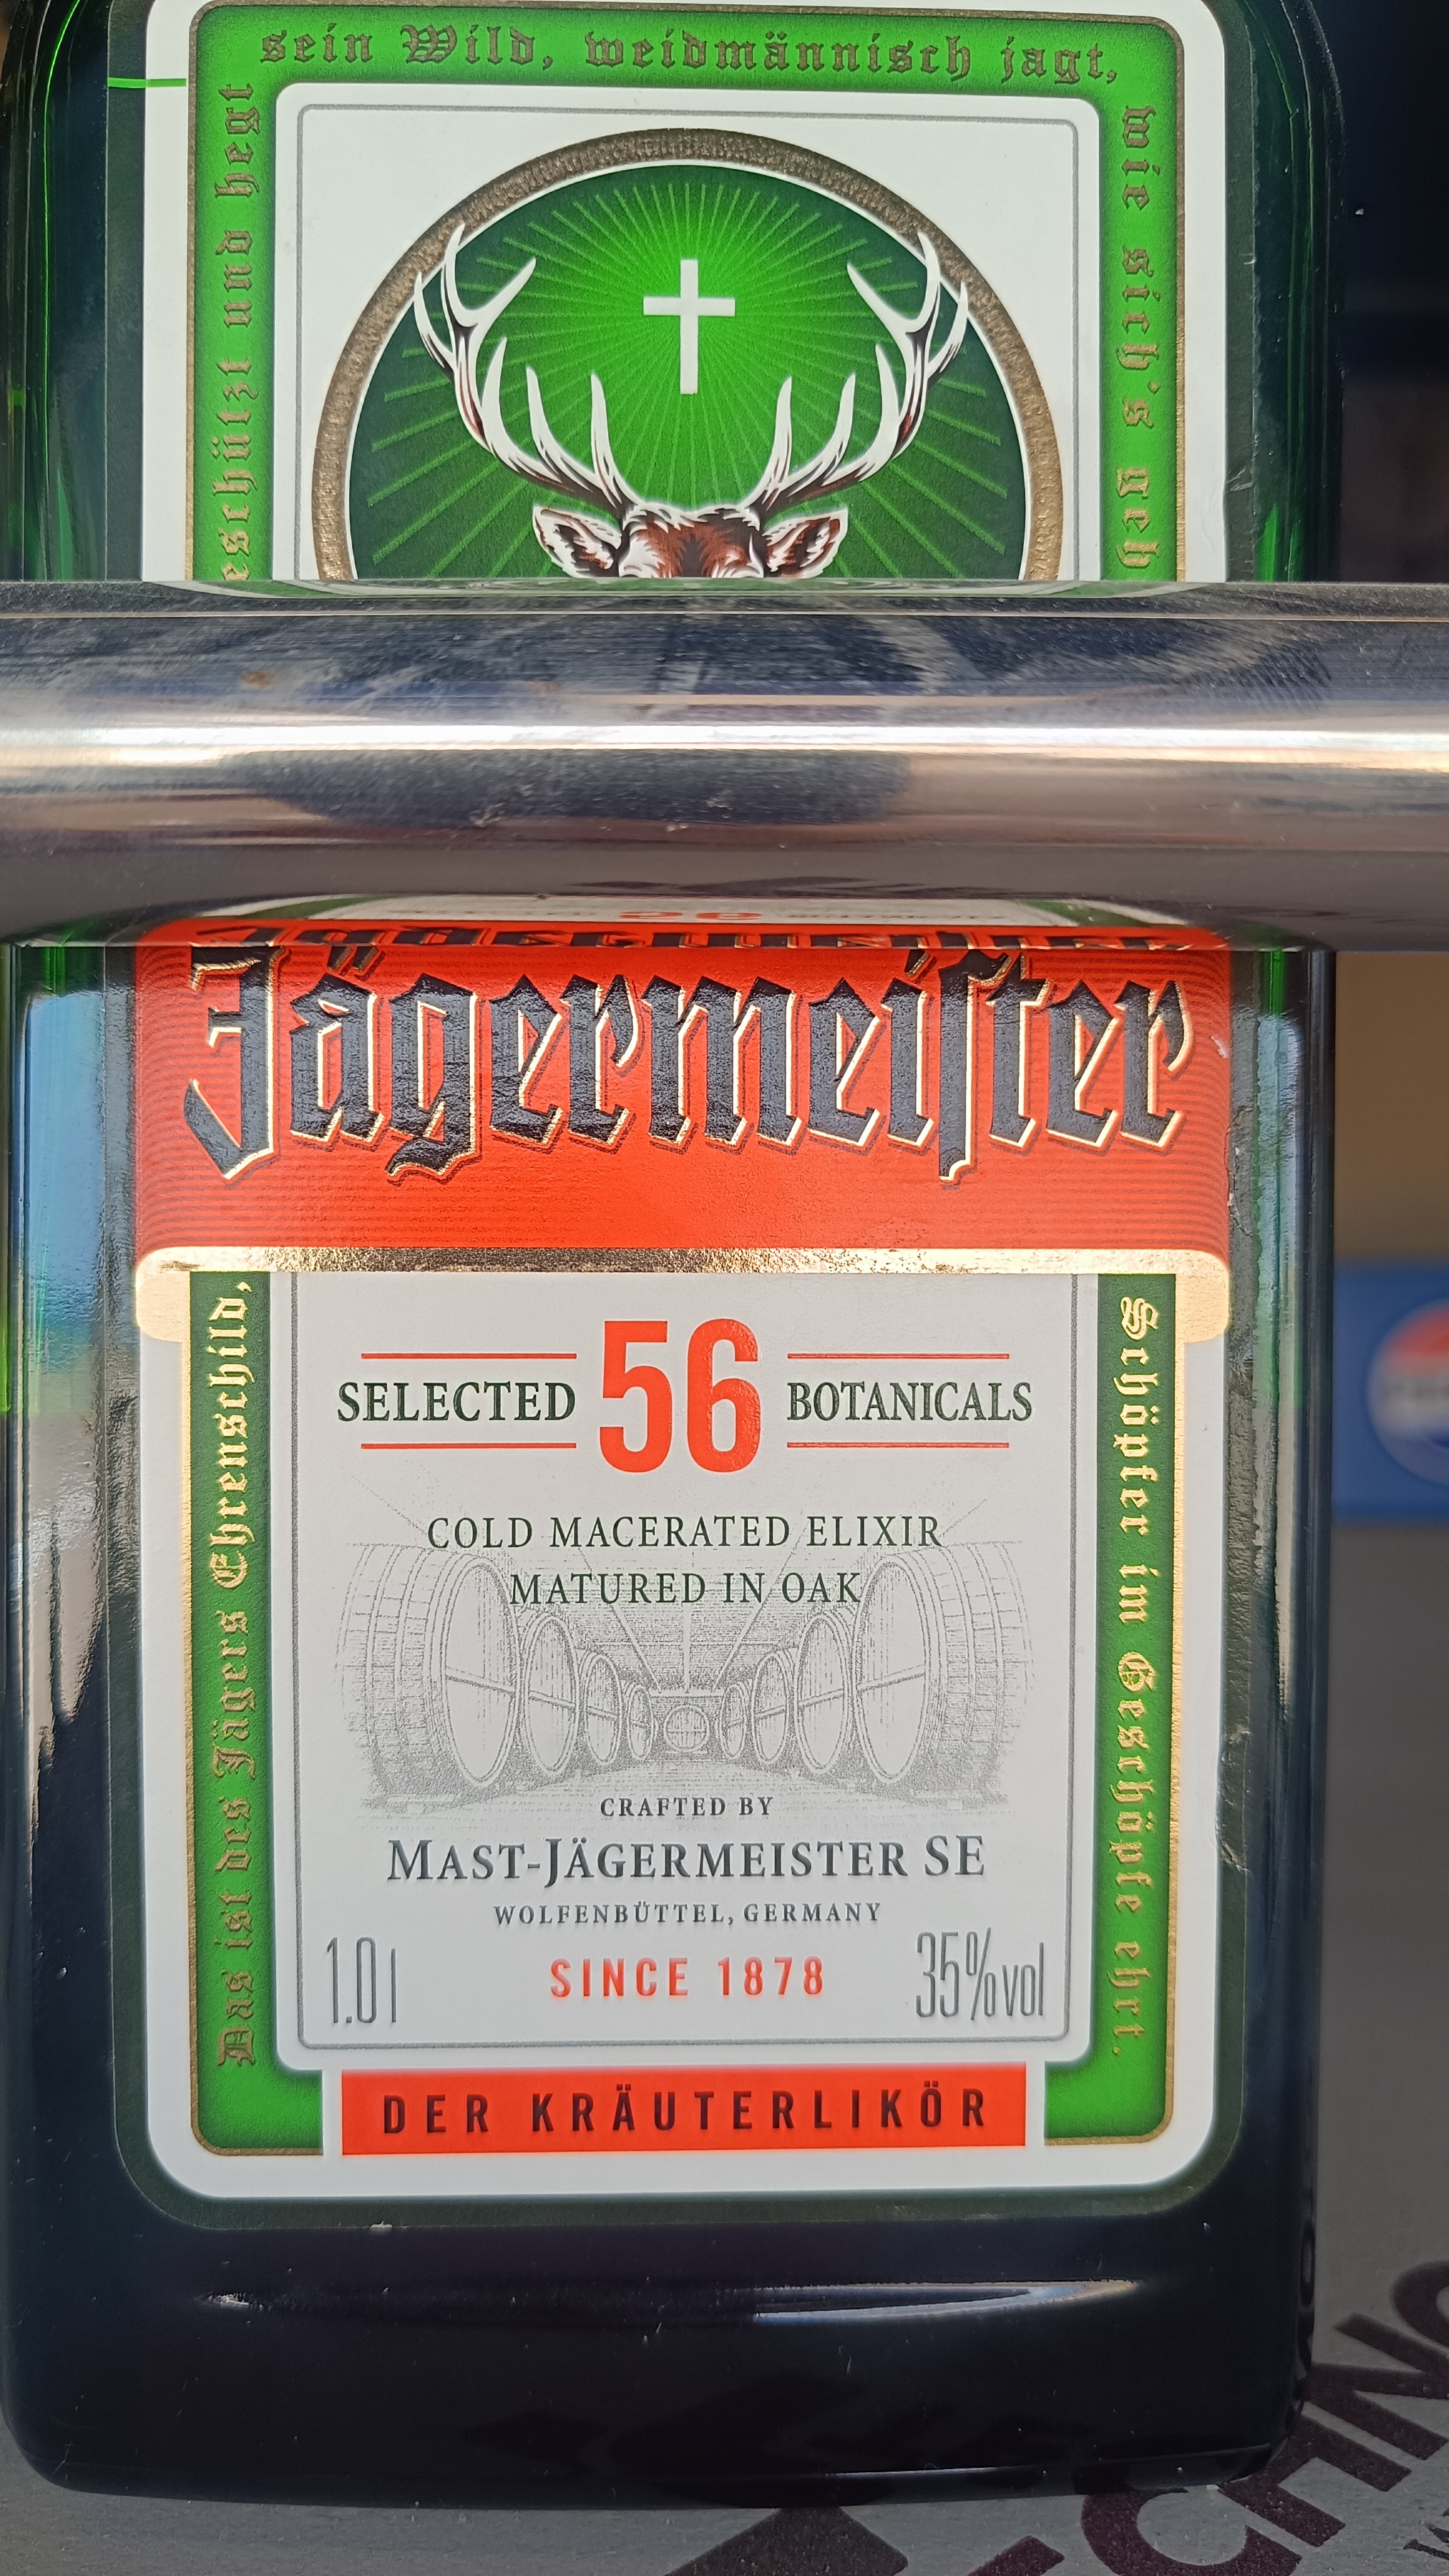 sein Wild, weidmännisch jagt,
wie sich's geh
eschützt und hegt
Jägermeiſter
Das ist des Jägers Ehrenschild,
SELECTED 56 BOTANICALS
COLD MACERATED ELIXIR
MATURED IN OAK
CRAFTED BY
MAST-JÄGERMEISTER SE
WOLFENBÜTTEL, GERMANY
1.0 l SINCE 1878 35%vol
Schöpfer im Geschöpfe ehrt.
DER KRÄUTERLIKÖR